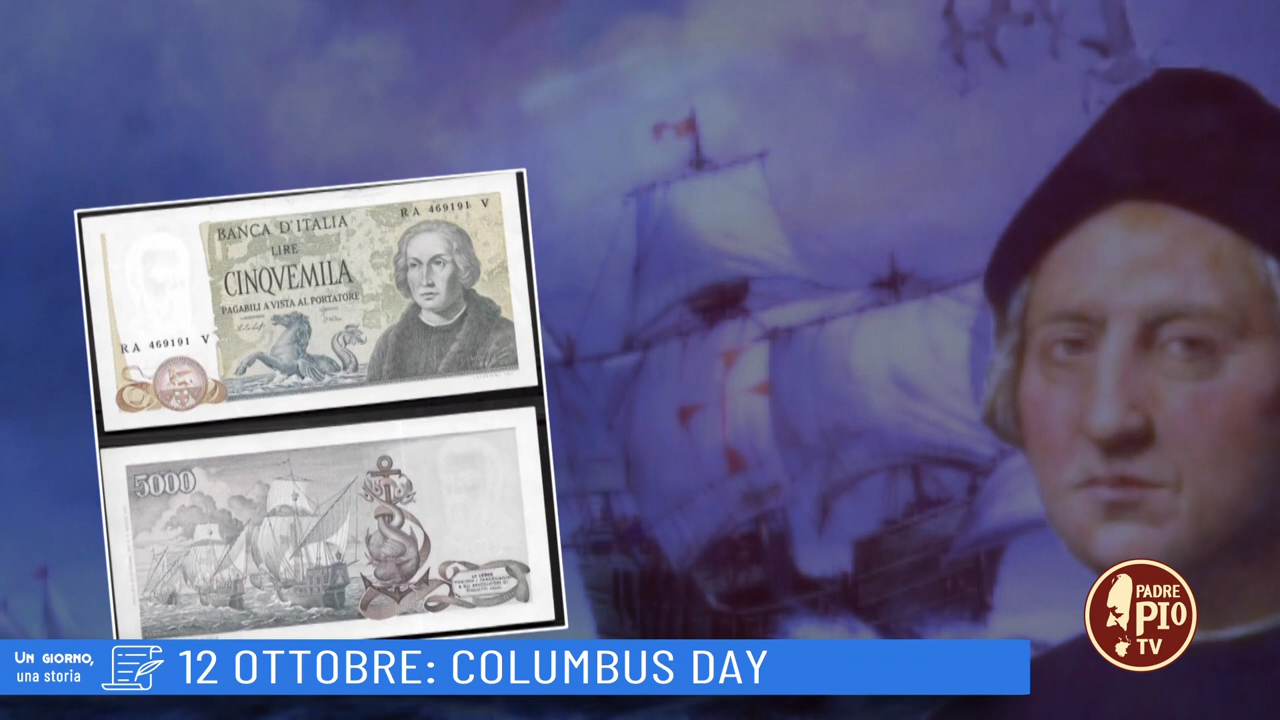 RA 469191 V
BANCA D'ITALIA
LIRE
CINQVEMILA
PAGABILI A VISTA AL PORTATORE
RA 469191 V
5000
UN GIORNO,
una storia
12 OTTOBRE: COLUMBUS DAY
PADRE
PIO
TV